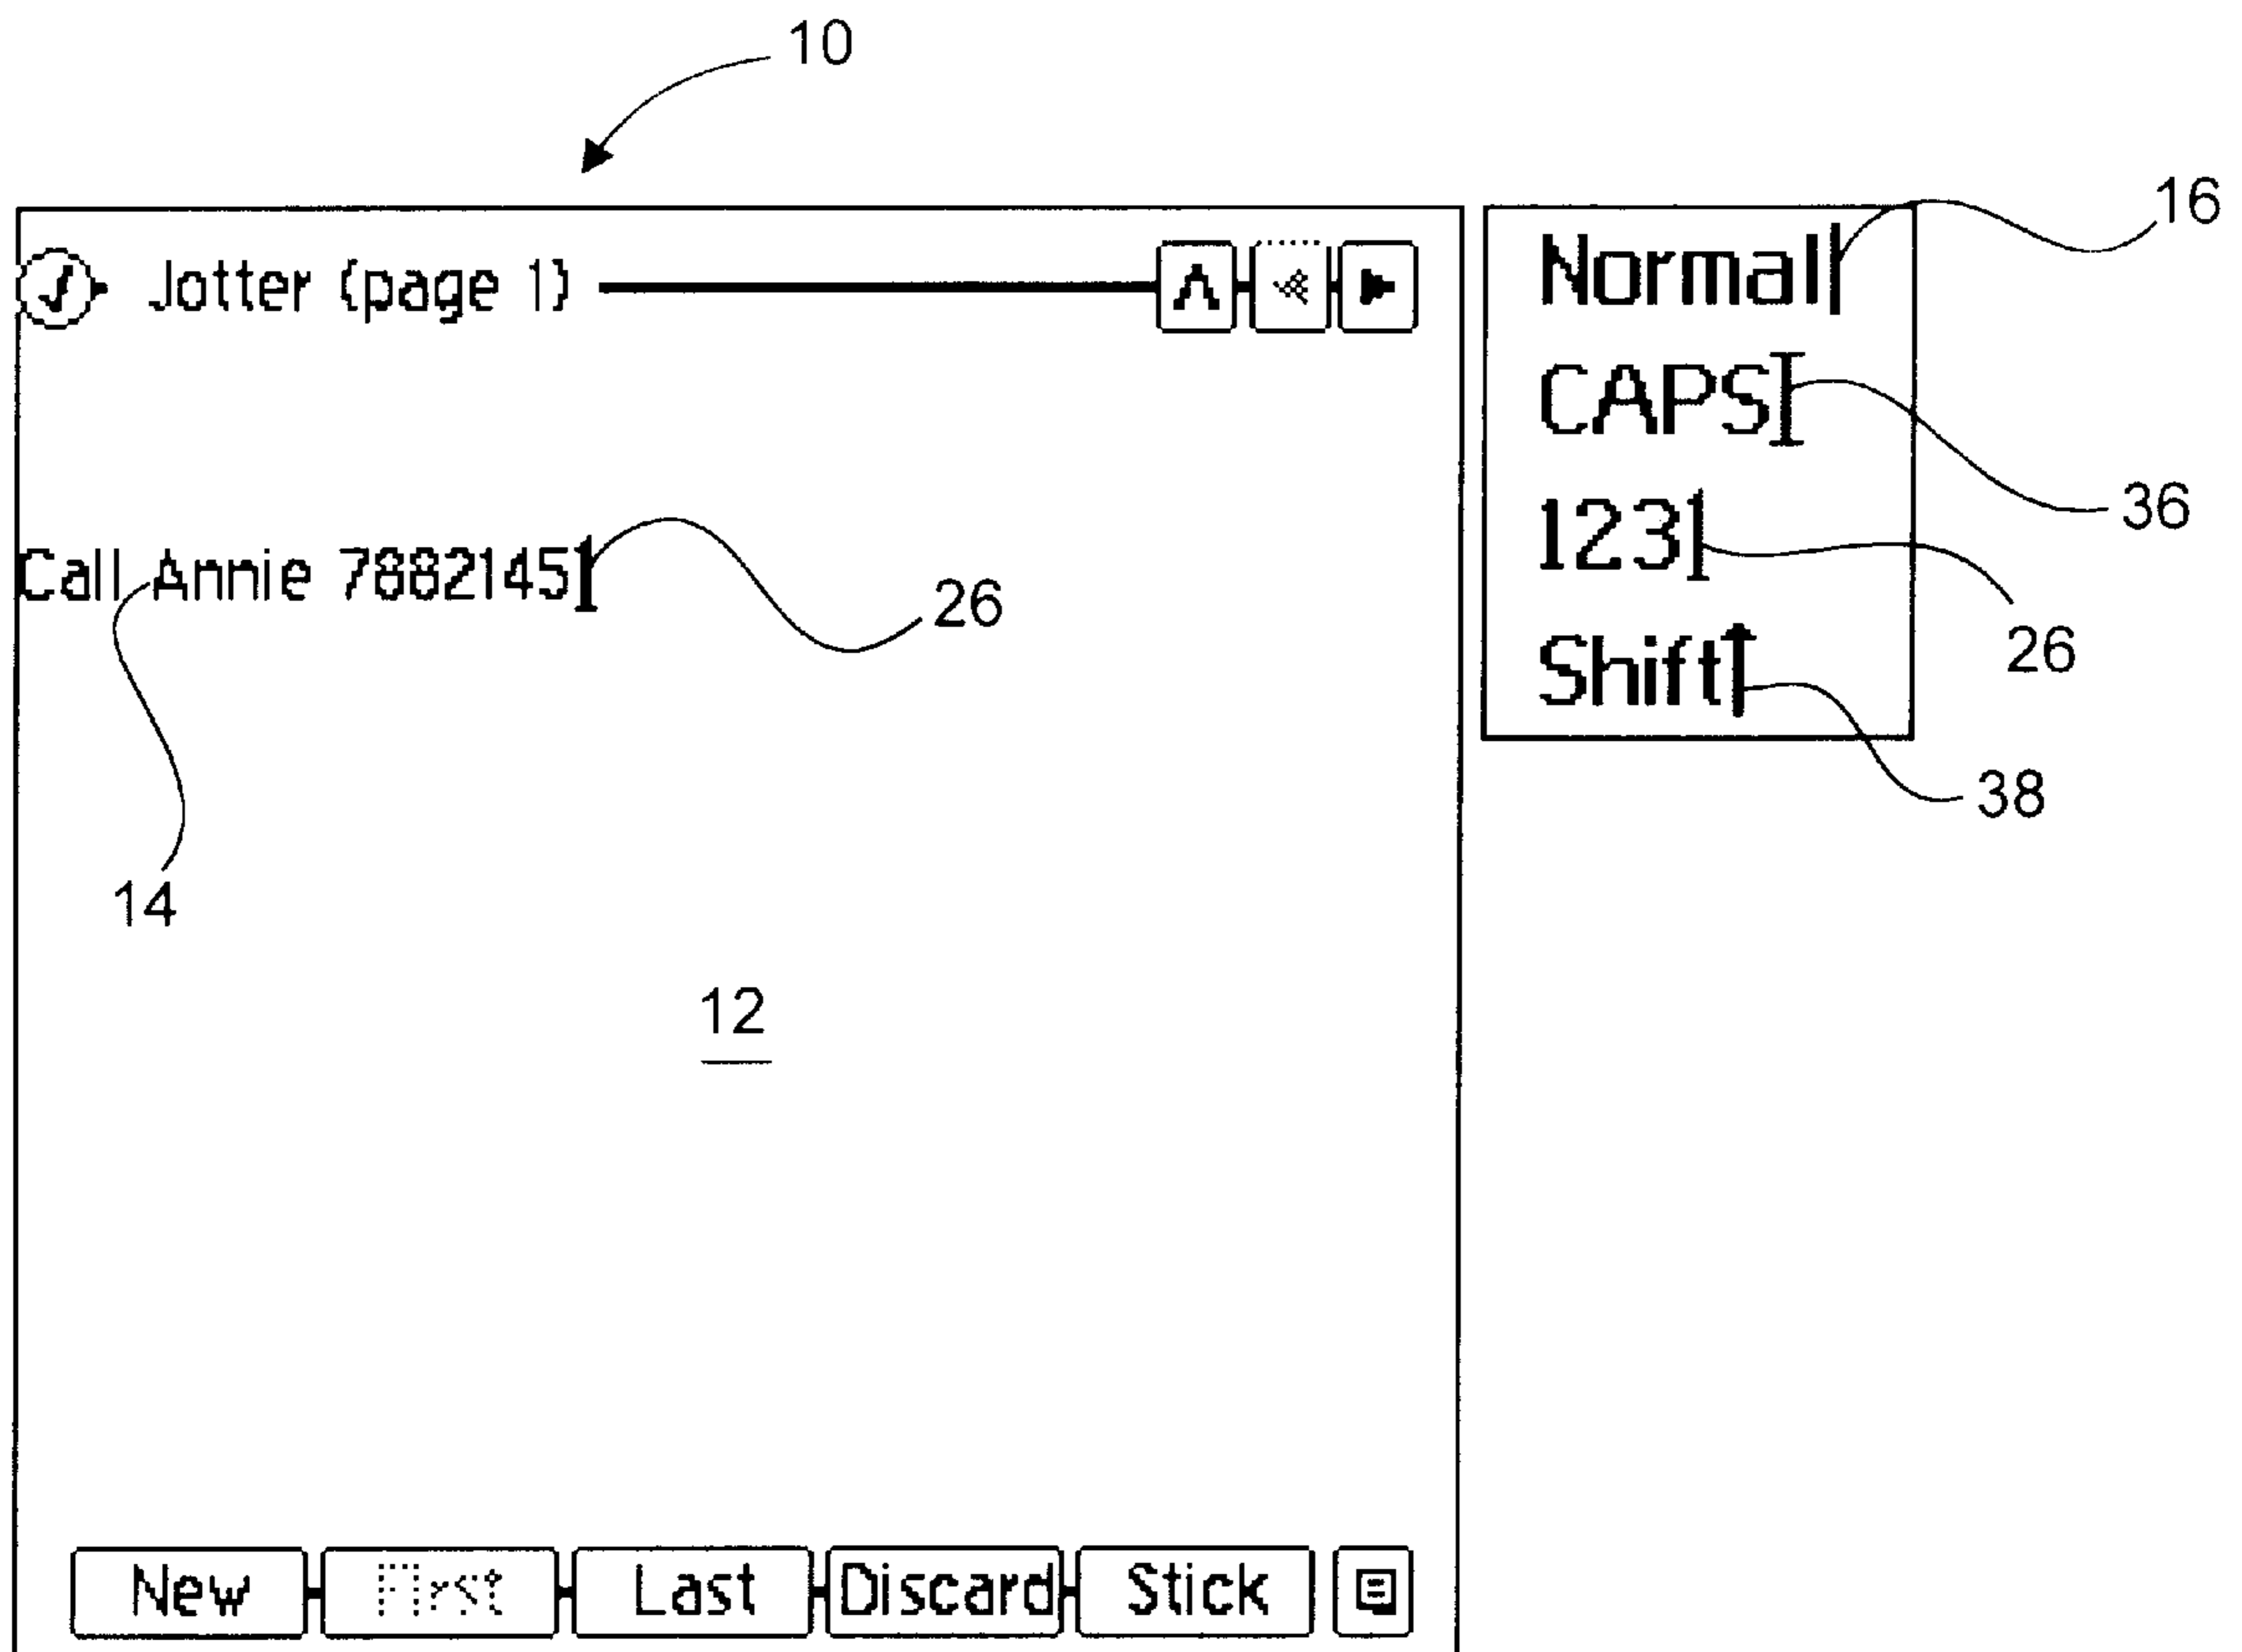 10
16
Jotter (page 1)
Normal
CAPS
36
123
26
Call Annie 7882145
26
Shift
38
14
12
New First Last Discard Stick